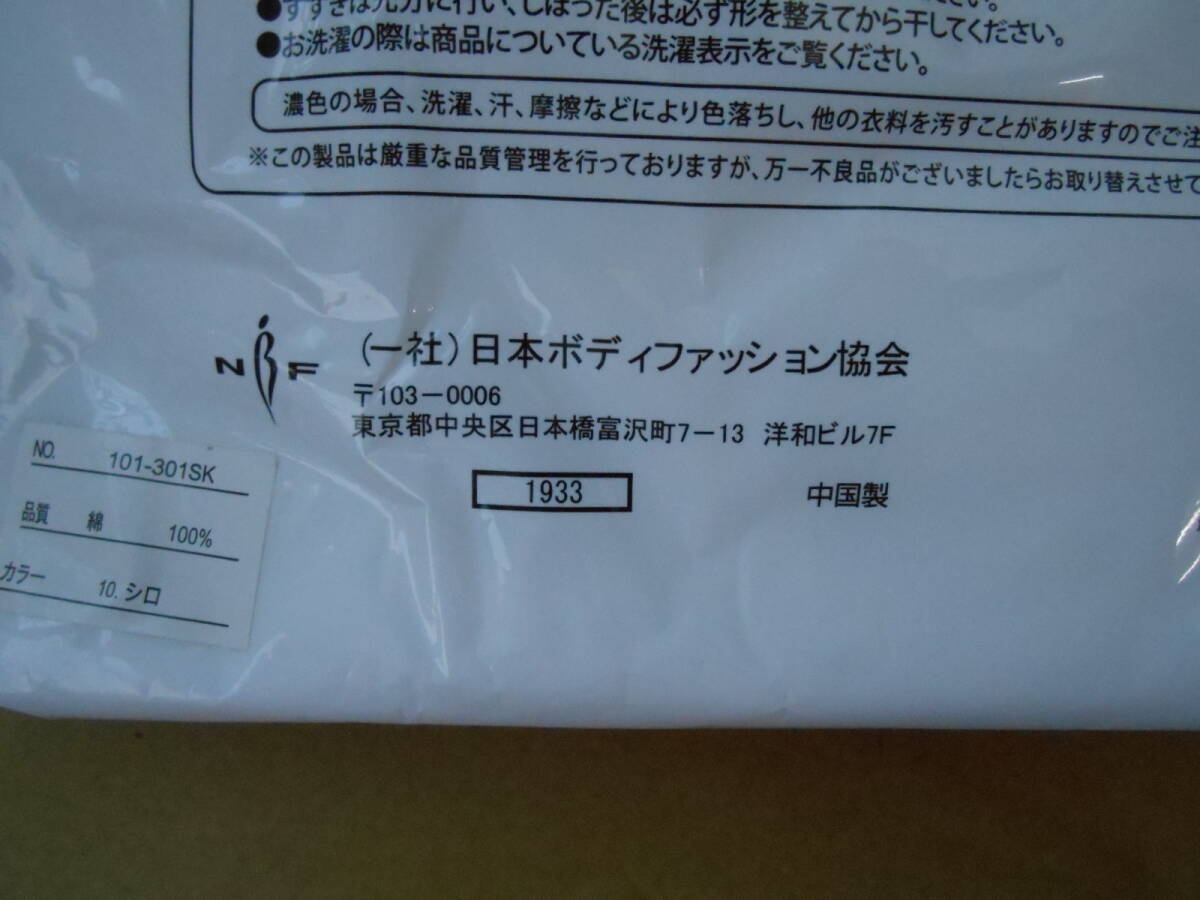 ●すすぎは充分に行い、しぼった後は必ず形を整えてから干してください。
●お洗濯の際は商品についている洗濯表示をご覧ください。
濃色の場合、洗濯、汗、摩擦などにより色落ちし、他の衣料を汚すことがありますのでご注
※この製品は厳重な品質管理を行っておりますが、万一不良品がございましたらお取り替えさせて
NBF
(一社)日本ボディファッション協会
〒103-0006
東京都中央区日本橋富沢町7-13 洋和ビル7F
1933 中国製
NO. 101-301SK
品質 綿 100%
カラー 10. シロ